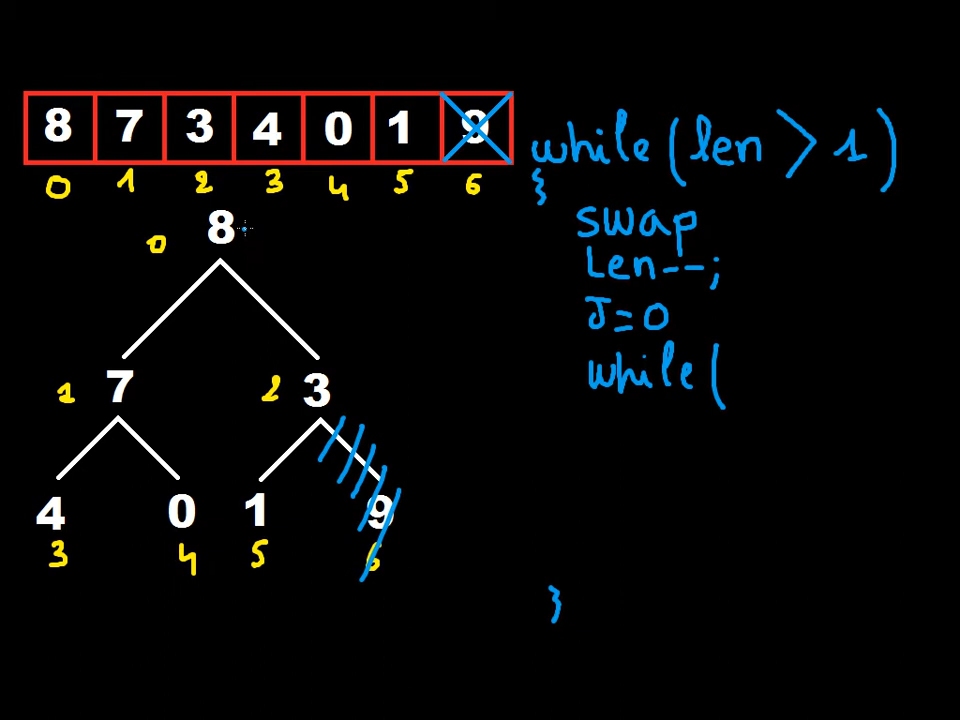 8 7 3 4 0 1 9
0 1 2 3 4 5 6
while (len > 1)
}
swap
Len--;
J=0
while (
}
0 8
1 7 2 3
4 0 1 9
3 4 5 6